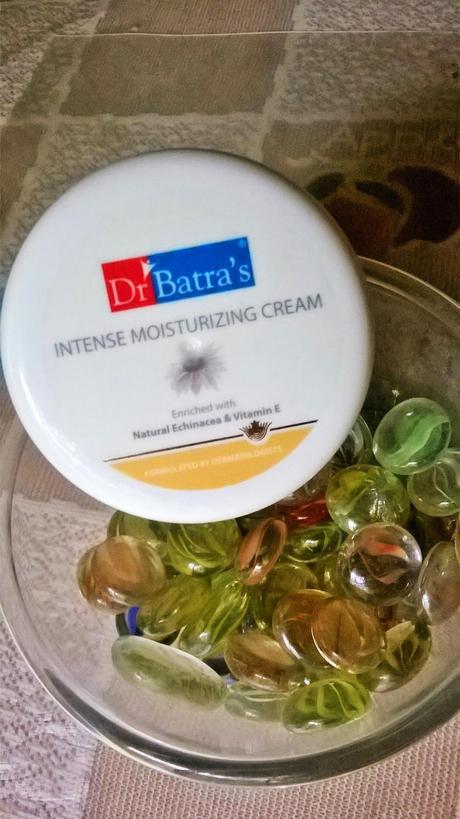 Dr Batra's®
INTENSE MOISTURIZING CREAM
Enriched with
Natural Echinacea & Vitamin E
FORMULATED BY DERMATOLOGISTS